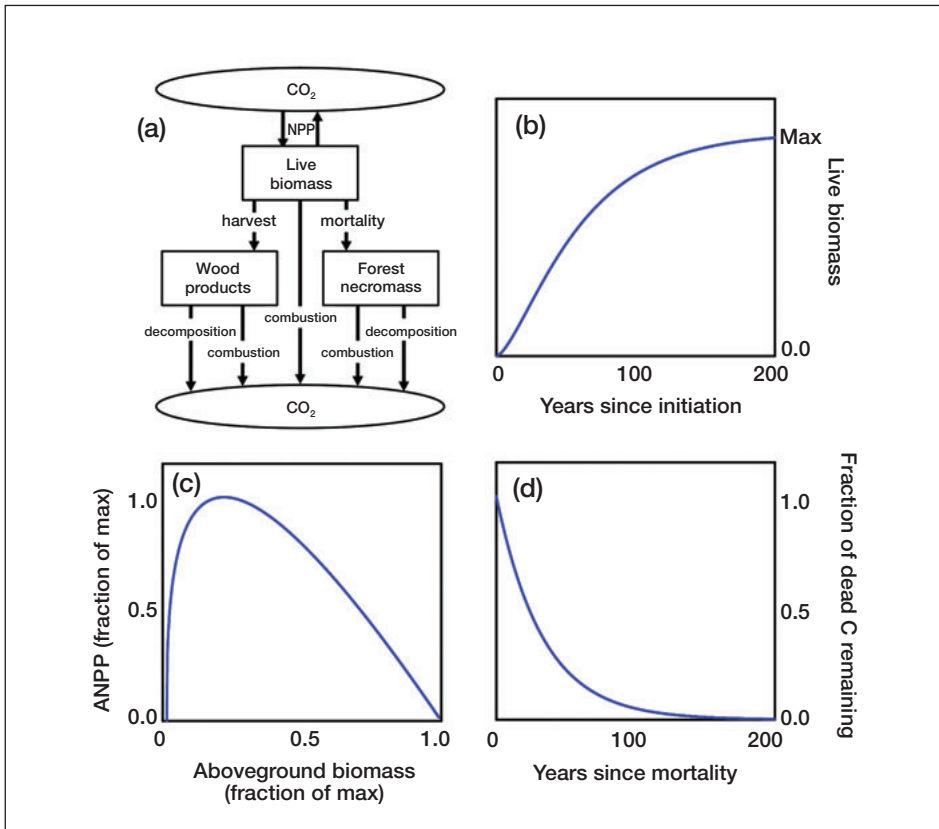 CO₂
(a)
NPP
Live
biomass
harvest
mortality
Wood
products
Forest
necromass
combustion
decomposition
combustion
combustion
decomposition
CO₂
(b)
Max
Live biomass
0.0
0
100
200
Years since initiation
(c)
ANPP (fraction of max)
1.0
0.5
0.0
0
0.5
1.0
Aboveground biomass
(fraction of max)
(d)
Fraction of dead C remaining
1.0
0.5
0.0
0
100
200
Years since mortality